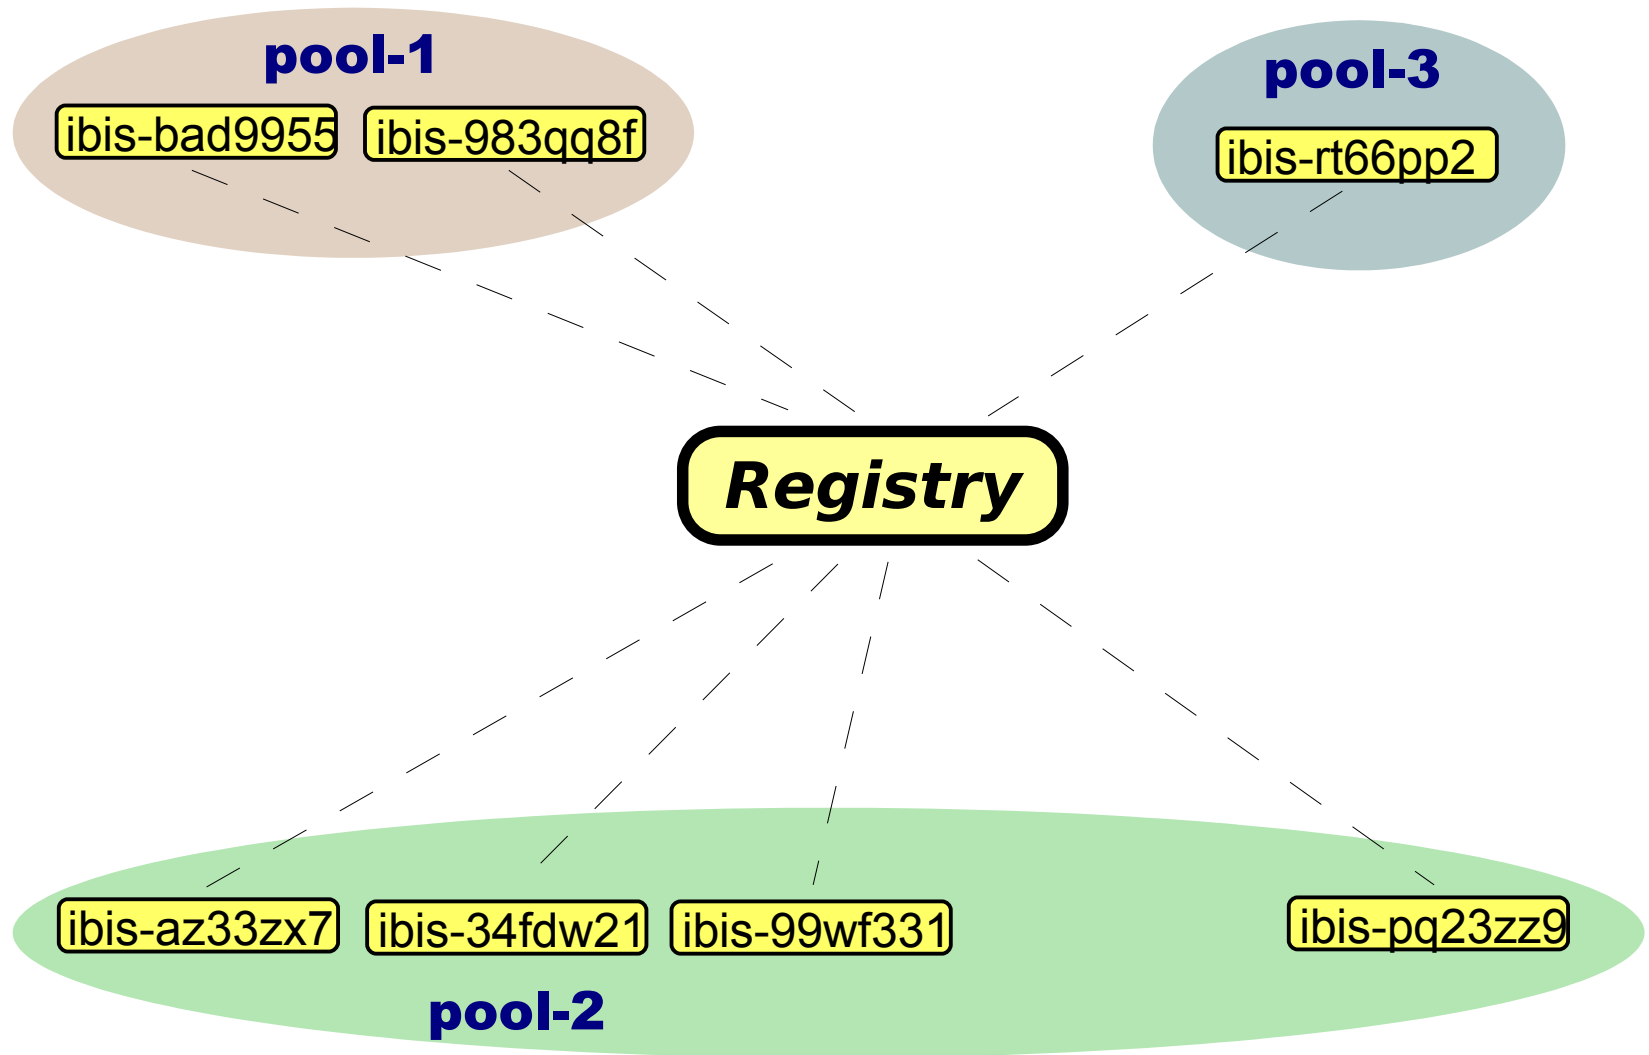 pool-1
ibis-bad9955
ibis-983qq8f
pool-3
ibis-rt66pp2
Registry
ibis-az33zx7
ibis-34fdw21
ibis-99wf331
ibis-pq23zz9
pool-2